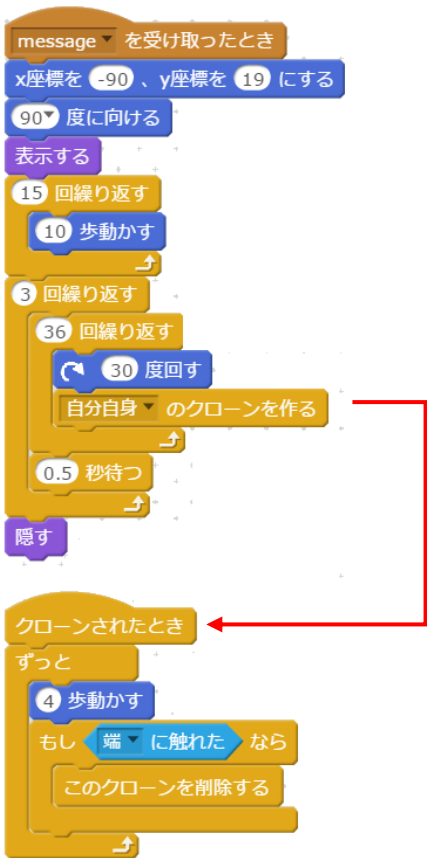 message を受け取ったとき
x座標を -90 、y座標を 19 にする
90 度に向ける
表示する
15 回繰り返す
10 歩動かす
3 回繰り返す
36 回繰り返す
30 度回す
自分自身 のクローンを作る
0.5 秒待つ
隠す
クローンされたとき
ずっと
4 歩動かす
もし 端 に触れた なら
このクローンを削除する